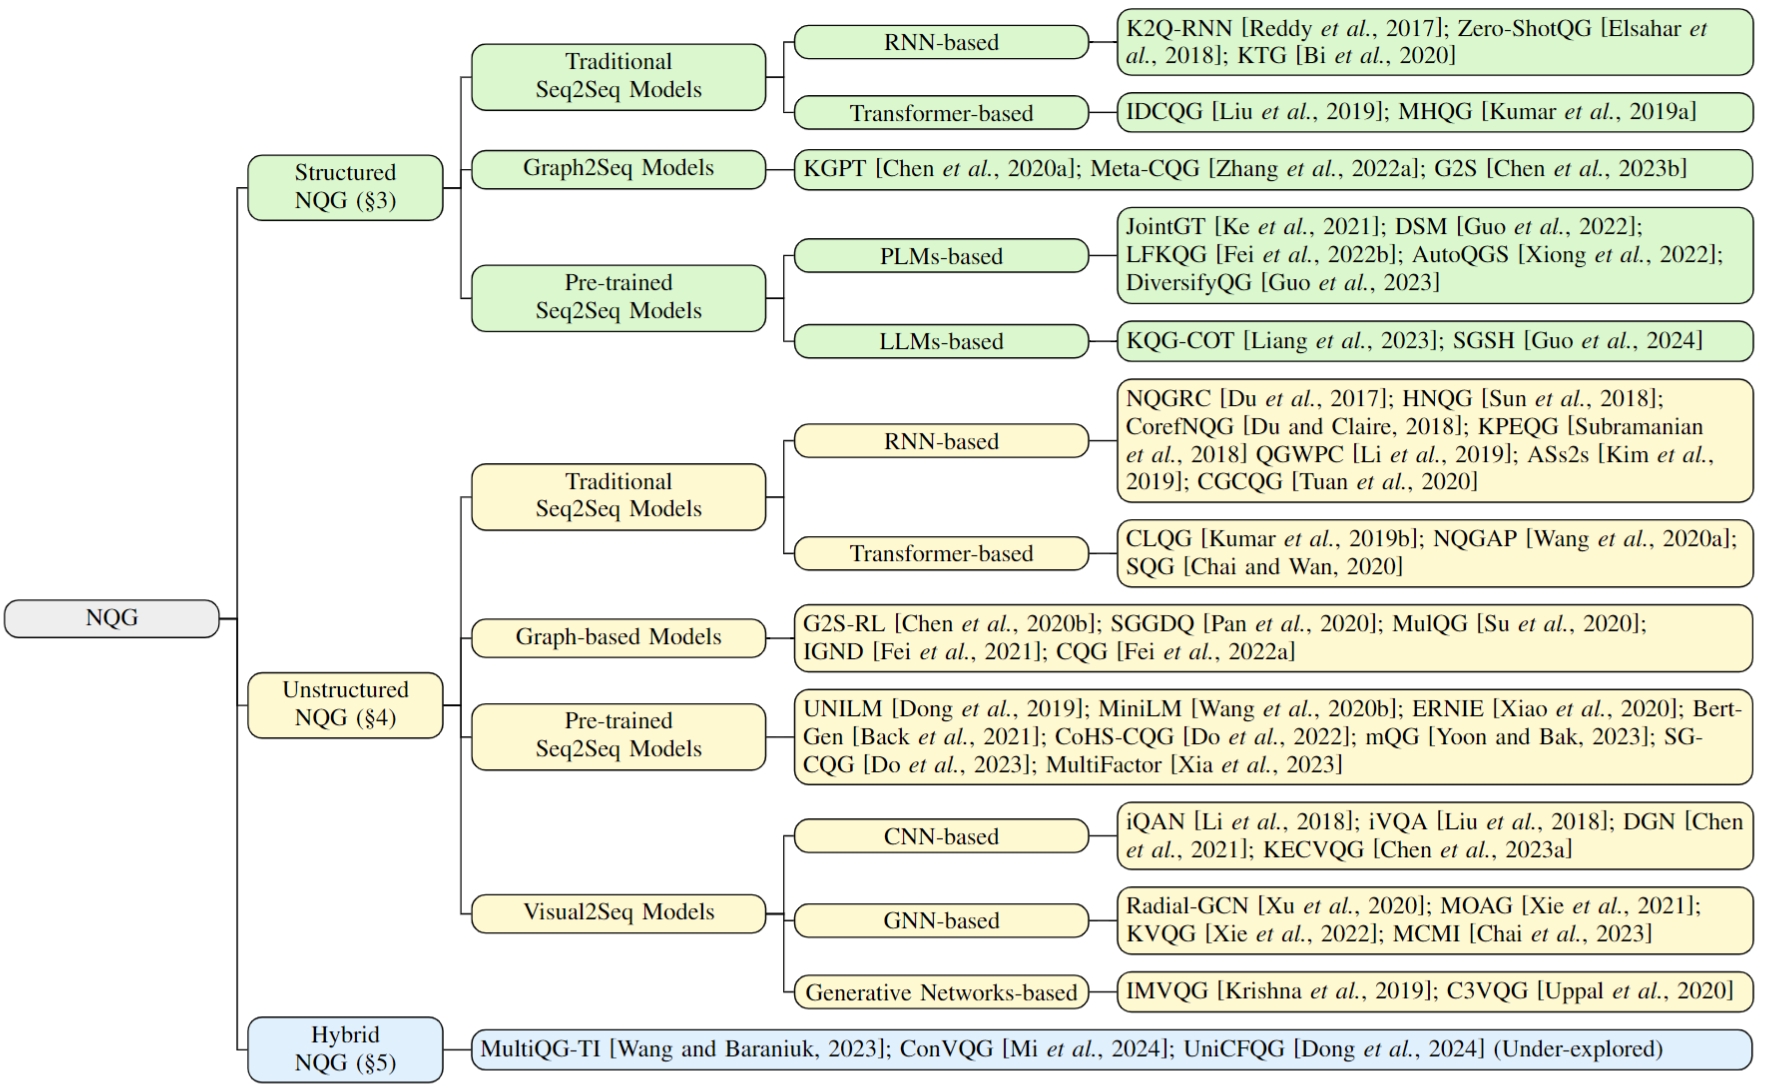 NQG
Structured
NQG (§3)
Traditional
Seq2Seq Models
RNN-based
K2Q-RNN [Reddy et al., 2017]; Zero-ShotQG [Elsahar et
al., 2018]; KTG [Bi et al., 2020]
Transformer-based
IDCQG [Liu et al., 2019]; MHQG [Kumar et al., 2019a]
Graph2Seq Models
KGPT [Chen et al., 2020a]; Meta-CQG [Zhang et al., 2022a]; G2S [Chen et al., 2023b]
Pre-trained
Seq2Seq Models
PLMs-based
JointGT [Ke et al., 2021]; DSM [Guo et al., 2022];
LFKQG [Fei et al., 2022b]; AutoQGS [Xiong et al., 2022];
DiversifyQG [Guo et al., 2023]
LLMs-based
KQG-COT [Liang et al., 2023]; SGSH [Guo et al., 2024]
Unstructured
NQG (§4)
Traditional
Seq2Seq Models
RNN-based
NQGRC [Du et al., 2017]; HNQG [Sun et al., 2018];
CorefNQG [Du and Claire, 2018]; KPEQG [Subramanian
et al., 2018] QGWPC [Li et al., 2019]; ASs2s [Kim et al.,
2019]; CGCQG [Tuan et al., 2020]
Transformer-based
CLQG [Kumar et al., 2019b]; NQGAP [Wang et al., 2020a];
SQG [Chai and Wan, 2020]
Graph-based Models
G2S-RL [Chen et al., 2020b]; SGGDQ [Pan et al., 2020]; MulQG [Su et al., 2020];
IGND [Fei et al., 2021]; CQG [Fei et al., 2022a]
Pre-trained
Seq2Seq Models
UNILM [Dong et al., 2019]; MiniLM [Wang et al., 2020b]; ERNIE [Xiao et al., 2020]; Bert-
Gen [Back et al., 2021]; CoHS-CQG [Do et al., 2022]; mQG [Yoon and Bak, 2023]; SG-
CQG [Do et al., 2023]; MultiFactor [Xia et al., 2023]
Visual2Seq Models
CNN-based
iQAN [Li et al., 2018]; iVQA [Liu et al., 2018]; DGN [Chen
et al., 2021]; KECVQG [Chen et al., 2023a]
GNN-based
Radial-GCN [Xu et al., 2020]; MOAG [Xie et al., 2021];
KVQG [Xie et al., 2022]; MCMI [Chai et al., 2023]
Generative Networks-based
IMVQG [Krishna et al., 2019]; C3VQG [Uppal et al., 2020]
Hybrid
NQG (§5)
MultiQG-TI [Wang and Baraniuk, 2023]; ConVQG [Mi et al., 2024]; UniCFQG [Dong et al., 2024] (Under-explored)